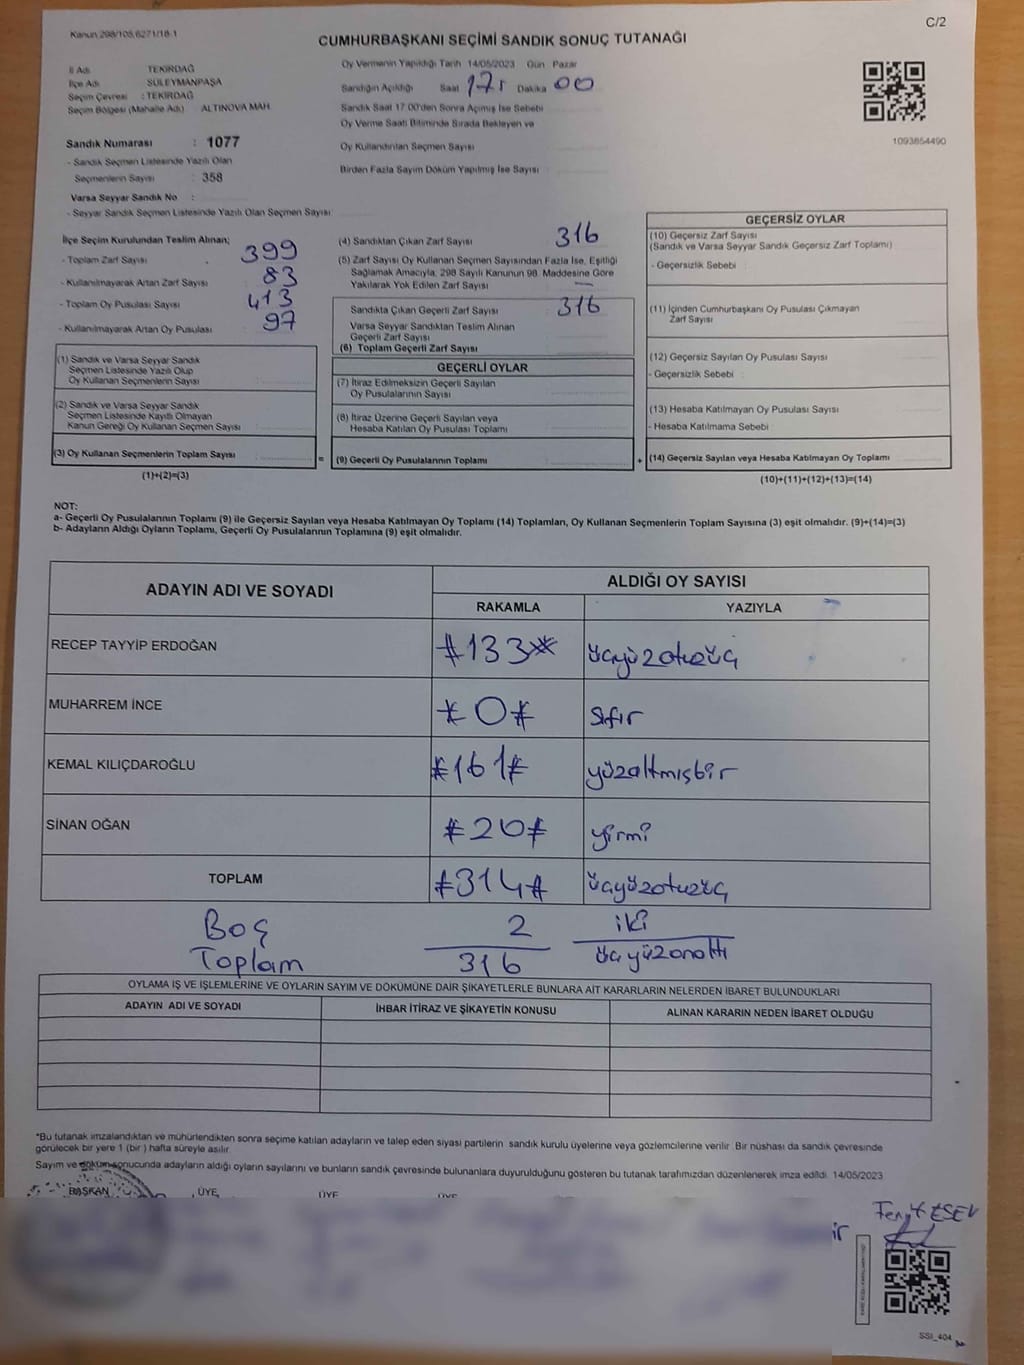 C/2
Kanun:298/105,6271/18-1
CUMHURBAŞKANI SEÇİMİ SANDIK SONUÇ TUTANAĞI
İl Adı TEKİRDAĞ
İlçe Adı SÜLEYMANPAŞA
Seçim Çevresi : TEKİRDAĞ
Seçim Bölgesi (Mahalle Adı) ALTINOVA MAH
Sandık Numarası : 1077
- Sandık Seçmen Listesinde Yazılı Olan
Seçmenlerin Sayısı : 358
Varsa Seyyar Sandık No :
- Seyyar Sandık Seçmen Listesinde Yazılı Olan Seçmen Sayısı
Oy Vermenin Yapıldığı Tarih 14/05/2023 Gün Pazar
Sandığın Açıldığı Saat 17 Dakika 00
Sandık Saat 17:00'den Sonra Açımış İse Sebebi
Oy Verme Saati Bitiminde Sırada Bekleyen ve
Oy Kullandırılan Seçmen Sayısı
Birden Fazla Sayım Döküm Yapılmış İse Sayısı
1093854490
İlçe Seçim Kurulundan Teslim Alınan;
- Toplam Zarf Sayısı 399
- Kullanılmayarak Artan Zarf Sayısı 83
- Toplam Oy Pusulası Sayısı 413
- Kullanılmayarak Artan Oy Pusulası 97
(1) Sandık ve Varsa Seyyar Sandık
Seçmen Listesinde Yazılı Olup
Oy Kullanan Seçmenlerin Sayısı
(2) Sandık ve Varsa Seyyar Sandık
Seçmen Listesinde Kayıtlı Olmayan
Kanun Gereği Oy Kullanan Seçmen Sayısı
(3) Oy Kullanan Seçmenlerin Toplam Sayısı =
(1)+(2)=(3)
(4) Sandıktan Çıkan Zarf Sayısı 316
(5) Zarf Sayısı Oy Kullanan Seçmen Sayısından Fazla İse, Eşitliği
Sağlamak Amacıyla, 298 Sayılı Kanunun 98. Maddesine Göre
Yakılarak Yok Edilen Zarf Sayısı —
Sandıkta Çıkan Geçerli Zarf Sayısı 316
Varsa Seyyar Sandıktan Teslim Alınan
Geçerli Zarf Sayısı
(6) Toplam Geçerli Zarf Sayısı
GEÇERLİ OYLAR
(7) İtiraz Edilmeksizin Geçerli Sayılan
Oy Pusulalarının Sayısı
(8) İtiraz Üzerine Geçerli Sayılan veya
Hesaba Katılan Oy Pusulası Toplamı
(9) Geçerli Oy Pusulalarının Toplamı +
GEÇERSİZ OYLAR
(10) Geçersiz Zarf Sayısı
(Sandık ve Varsa Seyyar Sandık Geçersiz Zarf Toplamı)
- Geçersizlik Sebebi
(11) İçinden Cumhurbaşkanı Oy Pusulası Çıkmayan
Zarf Sayısı
(12) Geçersiz Sayılan Oy Pusulası Sayısı
- Geçersizlik Sebebi :
(13) Hesaba Katılmayan Oy Pusulası Sayısı
- Hesaba Katılmama Sebebi
(14) Geçersiz Sayılan veya Hesaba Katılmayan Oy Toplamı
(10)+(11)+(12)+(13)=(14)
NOT:
a- Geçerli Oy Pusulalarının Toplamı (9) ile Geçersiz Sayılan veya Hesaba Katılmayan Oy Toplamı (14) Toplamları, Oy Kullanan Seçmenlerin Toplam Sayısına (3) eşit olmalıdır. (9)+(14)=(3)
b- Adayların Aldığı Oyların Toplamı, Geçerli Oy Pusulalarının Toplamına (9) eşit olmalıdır.
ADAYIN ADI VE SOYADI ALDIĞI OY SAYISI
RAKAMLA YAZIYLA
RECEP TAYYİP ERDOĞAN #133# üçyüzotuzüç
MUHARREM İNCE #0# sıfır
KEMAL KILIÇDAROĞLU #161# yüzaltmışbir
SİNAN OĞAN #20# yirmi
TOPLAM #314# üçyüzotuzüç
Boş 2 iki
Toplam 316 üçyüzonaltı
OYLAMA İŞ VE İŞLEMLERİNE VE OYLARIN SAYIM VE DÖKÜMÜNE DAİR ŞİKAYETLERLE BUNLARA AİT KARARLARIN NELERDEN İBARET BULUNDUKLARI
ADAYIN ADI VE SOYADI İHBAR İTİRAZ VE ŞİKAYETİN KONUSU ALINAN KARARIN NEDEN İBARET OLDUĞU
*Bu tutanak imzalandıktan ve mühürlendikten sonra seçime katılan adayların ve talep eden siyasi partilerin sandık kurulu üyelerine veya gözlemcilerine verilir. Bir nüshası da sandık çevresinde
görülecek bir yere 1 (bir) hafta süreyle asılır.
Sayım ve döküm sonucunda adayların aldığı oyların sayılarını ve bunların sandık çevresinde bulunanlara duyurulduğunu gösteren bu tutanak tarafımızdan düzenlenerek imza edildi. 14/05/2023
BAŞKAN ÜYE ÜYE ÜYE
SSI_404